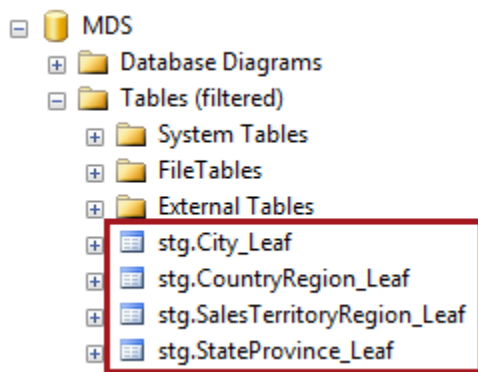 MDS
Database Diagrams
Tables (filtered)
System Tables
FileTables
External Tables
stg.City_Leaf
stg.CountryRegion_Leaf
stg.SalesTerritoryRegion_Leaf
stg.StateProvince_Leaf